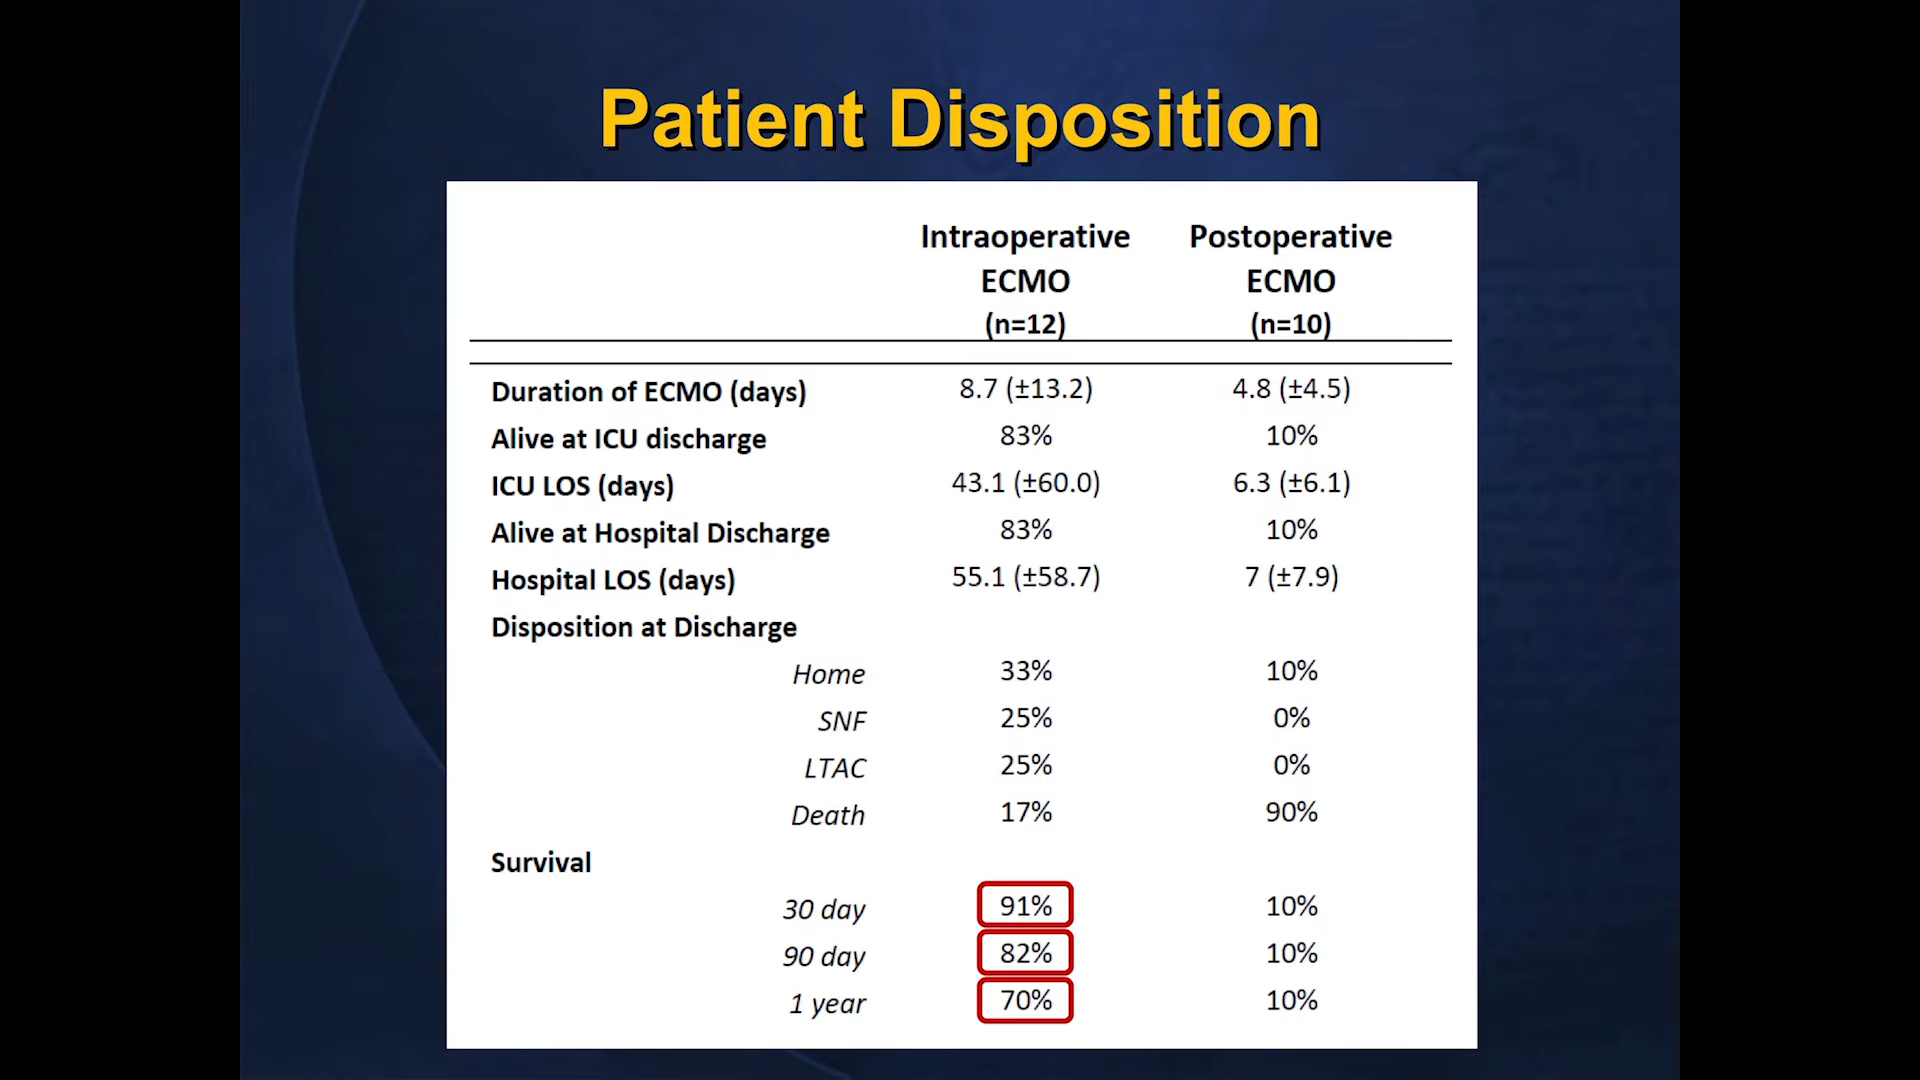 Patient Disposition
Intraoperative Postoperative
ECMO ECMO
(n=12) (n=10)
Duration of ECMO (days) 8.7 (±13.2) 4.8 (±4.5)
Alive at ICU discharge 83% 10%
ICU LOS (days) 43.1 (±60.0) 6.3 (±6.1)
Alive at Hospital Discharge 83% 10%
Hospital LOS (days) 55.1 (±58.7) 7 (±7.9)
Disposition at Discharge
Home 33% 10%
SNF 25% 0%
LTAC 25% 0%
Death 17% 90%
Survival
30 day 91% 10%
90 day 82% 10%
1 year 70% 10%